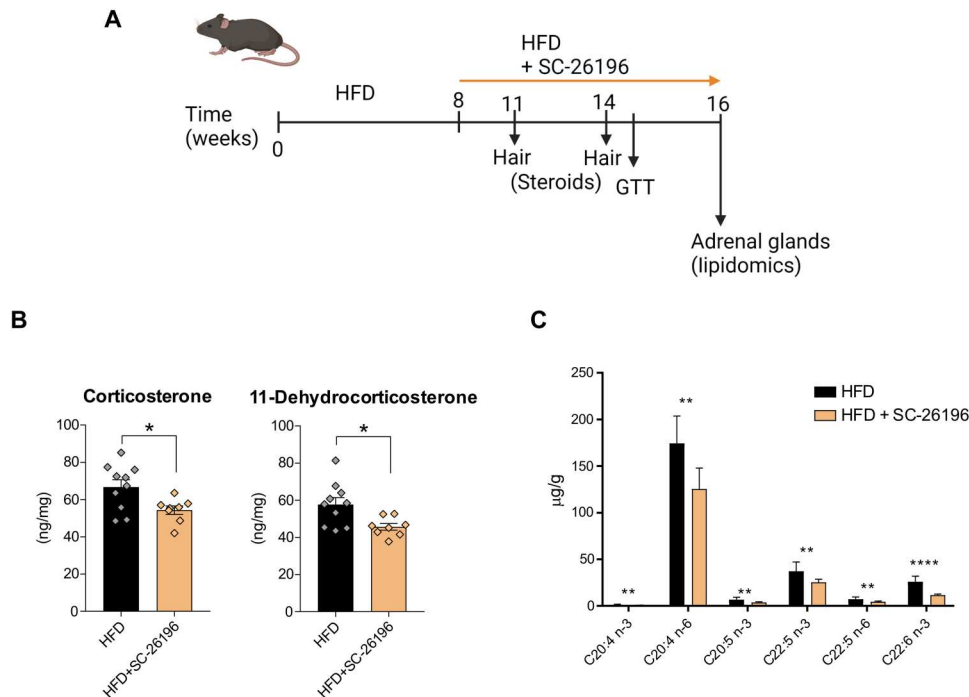 A
HFD
+ SC-26196
HFD
Time
(weeks)
0
8
11
14
16
Hair
Hair
(Steroids)
GTT
Adrenal glands
(lipidomics)
B
Corticosterone
*
(ng/mg)
100
80
60
40
20
0
HFD
HFD+SC-26196
11-Dehydrocorticosterone
*
(ng/mg)
100
80
60
40
20
0
HFD
HFD+SC-26196
C
HFD
HFD + SC-26196
µg/g
250
200
150
100
50
0
**
**
**
**
**
****
C20:4 n-3
C20:4 n-6
C20:5 n-3
C22:5 n-3
C22:5 n-6
C22:6 n-3